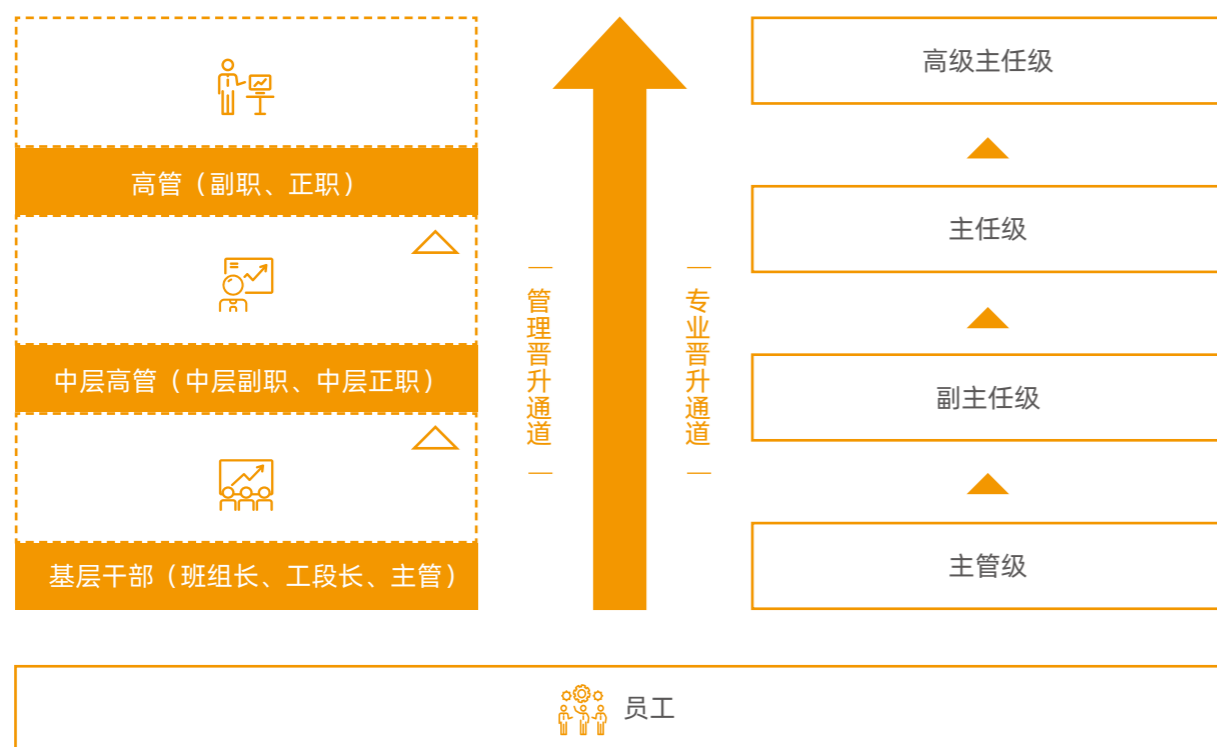 高管（副职、正职）
中层高管（中层副职、中层正职）
基层干部（班组长、工段长、主管）
管理晋升通道
专业晋升通道
高级主任级
主任级
副主任级
主管级
员工